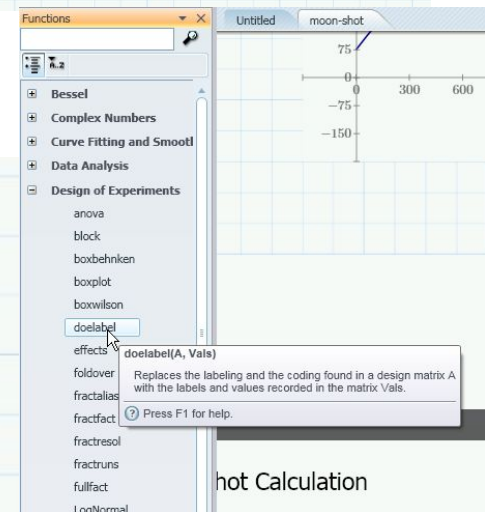 Functions
Untitled
moon-shot
75
0
0
300
600
−75
−150
Bessel
Complex Numbers
Curve Fitting and Smootl
Data Analysis
Design of Experiments
anova
block
boxbehnken
boxplot
boxwilson
doelabel
effects
doelabel(A, Vals)
foldover
Replaces the labeling and the coding found in a design matrix A
with the labels and values recorded in the matrix Vals.
fractalias
fractfact
Press F1 for help.
fractresol
fractruns
fullfact
hot Calculation
LogNormal